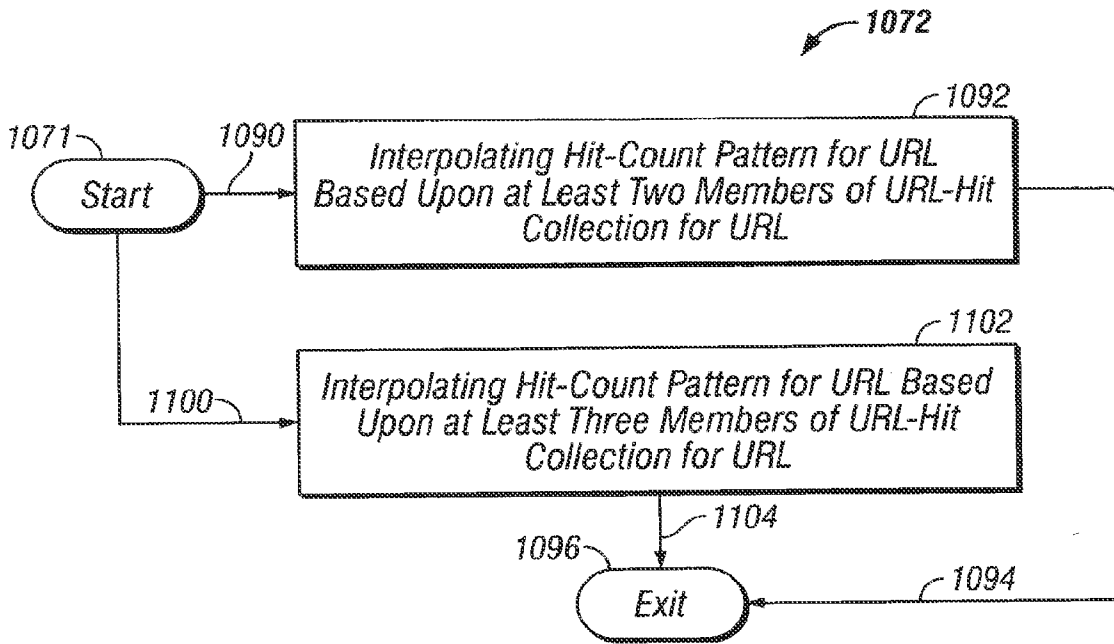 1072
1092
1071
1090
Start
Interpolating Hit-Count Pattern for URL
Based Upon at Least Two Members of URL-Hit
Collection for URL
1102
1100
Interpolating Hit-Count Pattern for URL Based
Upon at Least Three Members of URL-Hit
Collection for URL
1104
1096
Exit
1094